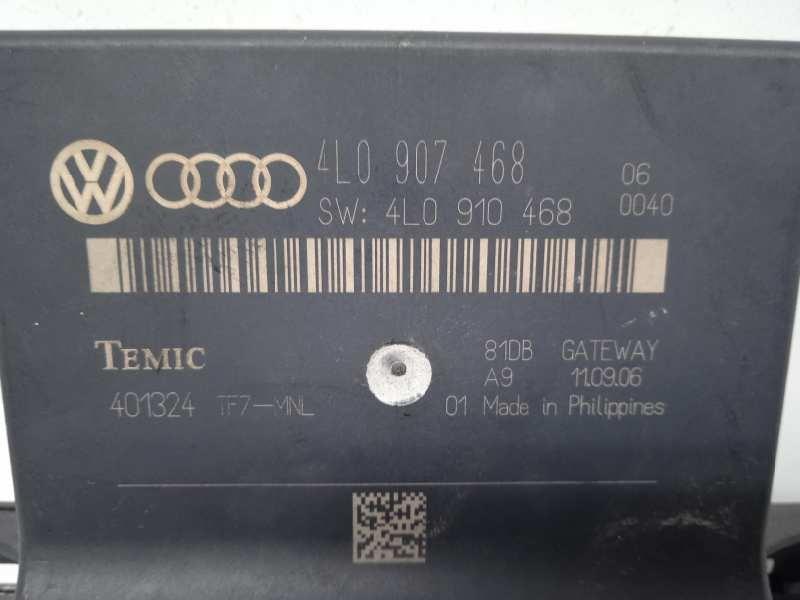 4L0 907 468 06
SW: 4L0 910 468 0040
TEMIC 81DB GATEWAY
A9 11.09.06
401324 TF7-MNL 01 Made in Philippines